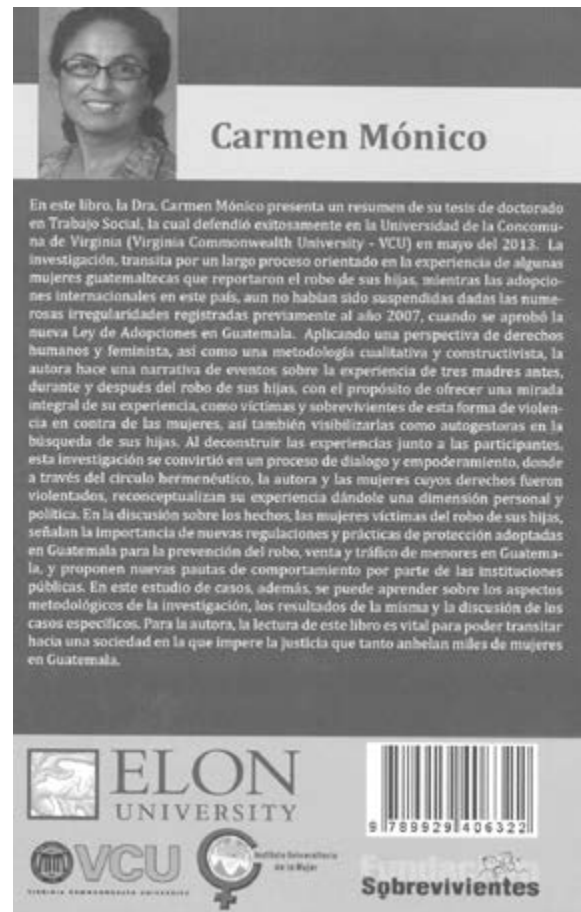 Carmen Mónico
En este libro, la Dra. Carmen Mónico presenta un resumen de su tesis de doctorado
en Trabajo Social, la cual defendió exitosamente en la Universidad de la Concomu-
na de Virginia (Virginia Commonwealth University - VCU) en mayo del 2013. La
investigación, transita por un largo proceso orientado en la experiencia de algunas
mujeres guatemaltecas que reportaron el robo de sus hijas, mientras las adopcio-
nes internacionales en este país, aun no habían sido suspendidas dadas las nume-
rosas irregularidades registradas previamente al año 2007, cuando se aprobó la
nueva Ley de Adopciones en Guatemala. Aplicando una perspectiva de derechos
humanos y feminista, así como una metodología cualitativa y constructivista, la
autora hace una narrativa de eventos sobre la experiencia de tres madres antes,
durante y después del robo de sus hijas, con el propósito de ofrecer una mirada
integral de su experiencia, como víctimas y sobrevivientes de esta forma de violen-
cia en contra de las mujeres, así también visibilizarlas como autogestoras en la
búsqueda de sus hijas. Al deconstruir las experiencias junto a las participantes,
esta investigación se convirtió en un proceso de dialogo y empoderamiento, donde
a través del círculo hermenéutico, la autora y las mujeres cuyos derechos fueron
violentados, reconceptualizan su experiencia dándole una dimensión personal y
política. En la discusión sobre los hechos, las mujeres víctimas del robo de sus hijas,
señalan la importancia de nuevas regulaciones y prácticas de protección adoptadas
en Guatemala para la prevención del robo, venta y tráfico de menores en Guatema-
la, y proponen nuevas pautas de comportamiento por parte de las instituciones
públicas. En este estudio de casos, además, se puede aprender sobre los aspectos
metodológicos de la investigación, los resultados de la misma y la discusión de los
casos específicos. Para la autora, la lectura de este libro es vital para poder transitar
hacia una sociedad en la que impere la justicia que tanto anhelan miles de mujeres
en Guatemala.
ELON
UNIVERSITY
9 789929 406322
VCU
VIRGINIA COMMONWEALTH UNIVERSITY
Instituto Universitario
de la Mujer
Fundación
Sobrevivientes